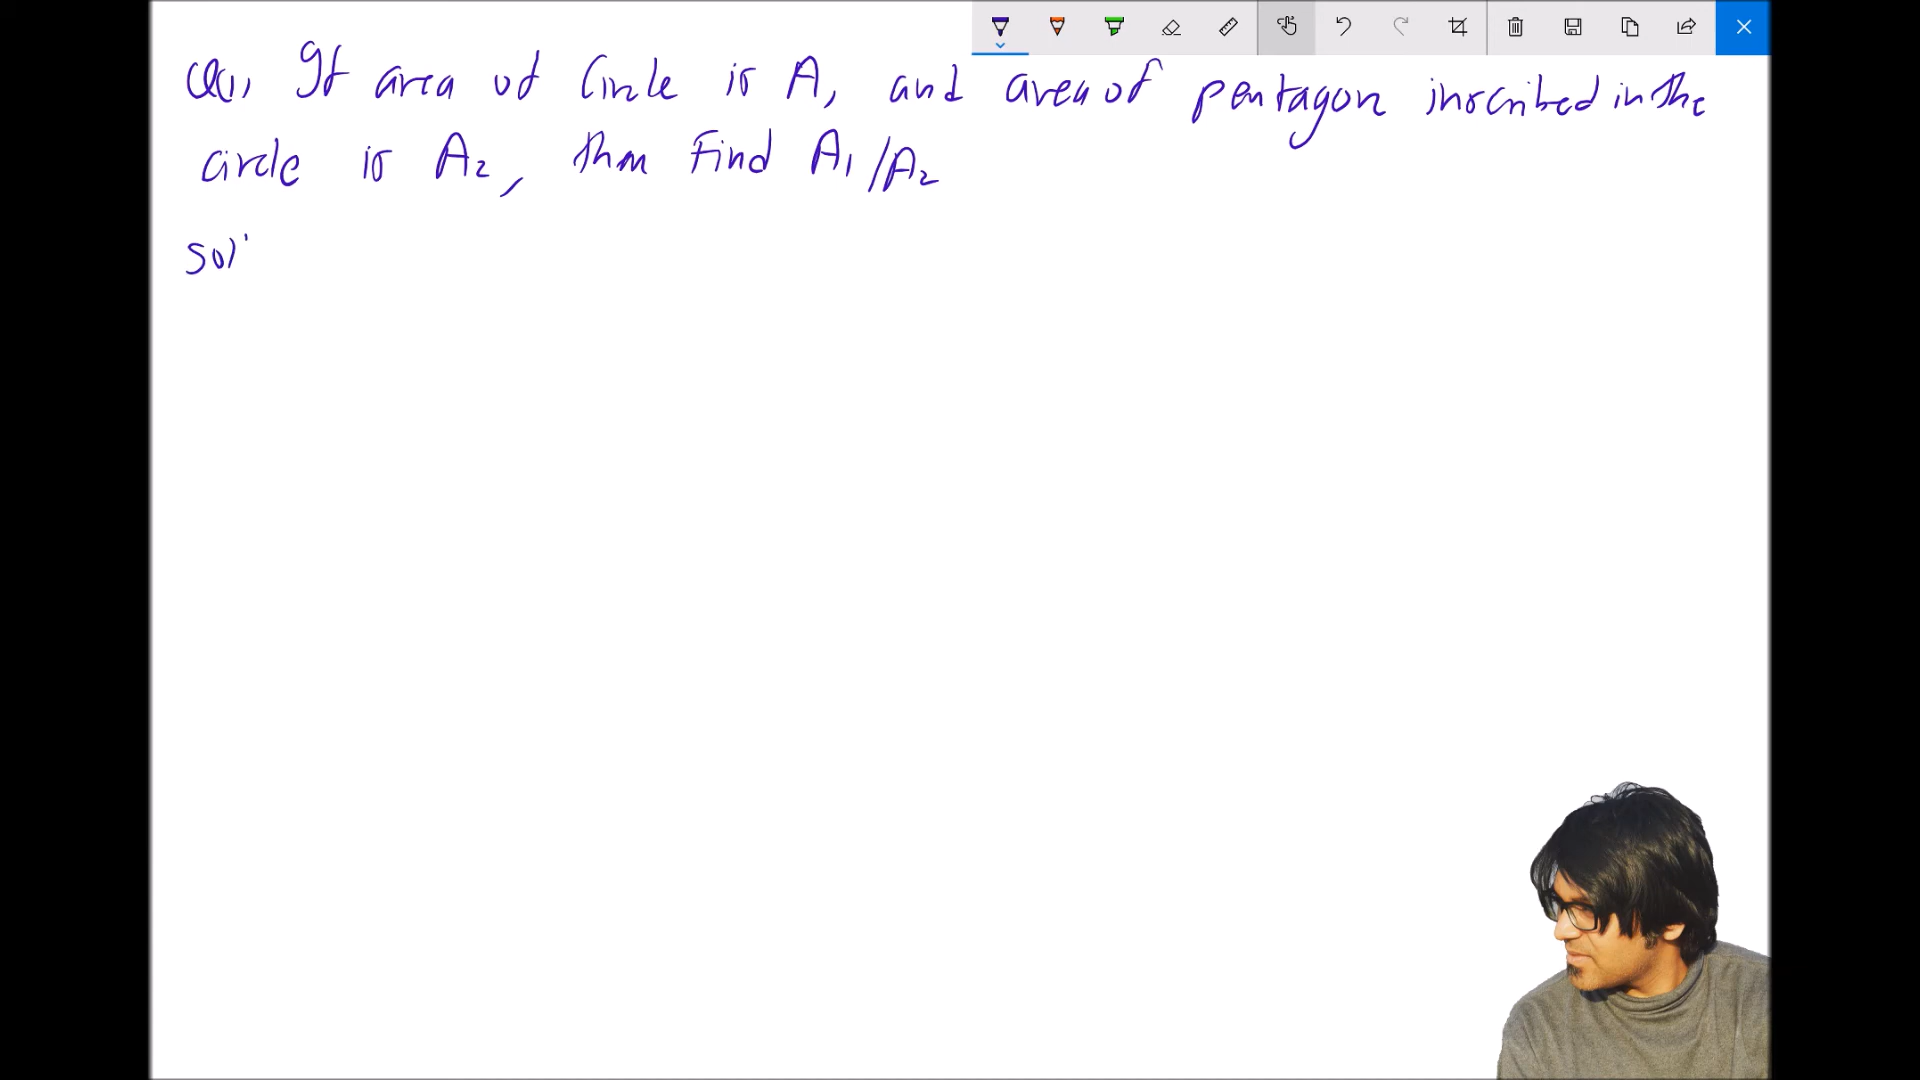 Q1, If area of Circle is A, and area of pentagon inscribed in the
circle is A2, then Find A1/A2
sol'